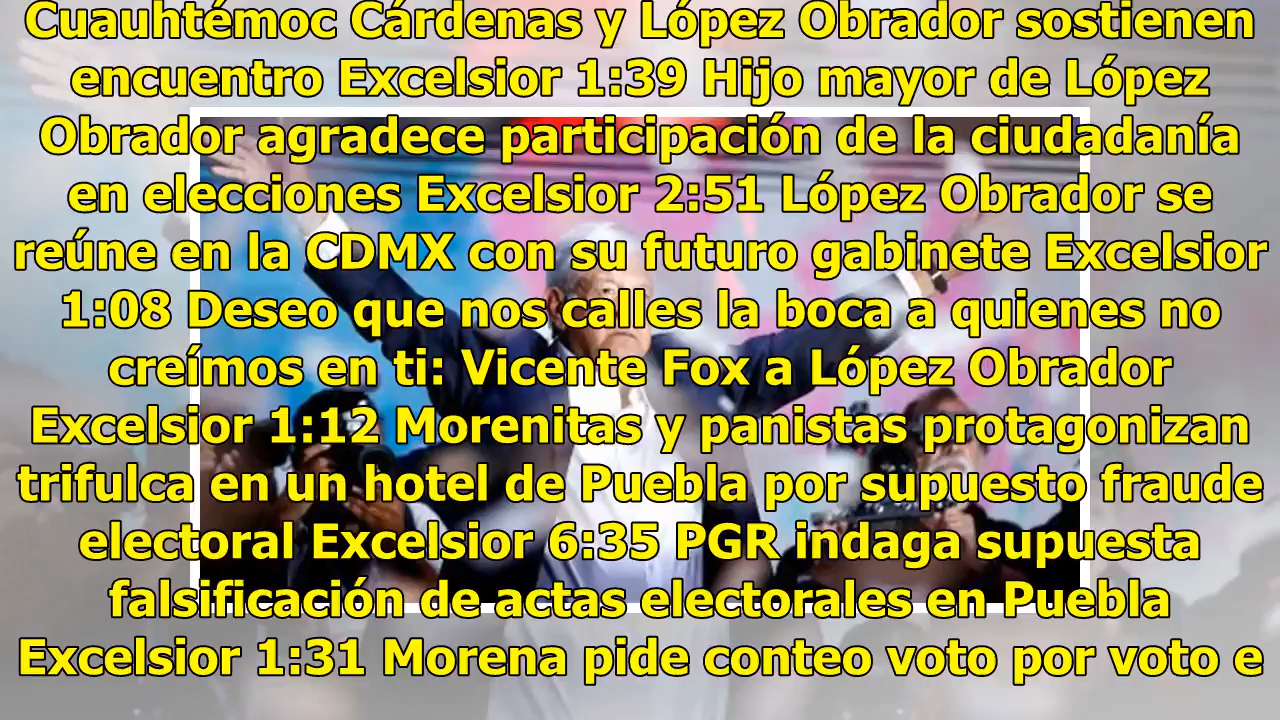 Cuauhtémoc Cárdenas y López Obrador sostienen
encuentro Excelsior 1:39 Hijo mayor de López
Obrador agradece participación de la ciudadanía
en elecciones Excelsior 2:51 López Obrador se
reúne en la CDMX con su futuro gabinete Excelsior
1:08 Deseo que nos calles la boca a quienes no
creímos en ti: Vicente Fox a López Obrador
Excelsior 1:12 Morenitas y panistas protagonizan
trifulca en un hotel de Puebla por supuesto fraude
electoral Excelsior 6:35 PGR indaga supuesta
falsificación de actas electorales en Puebla
Excelsior 1:31 Morena pide conteo voto por voto e